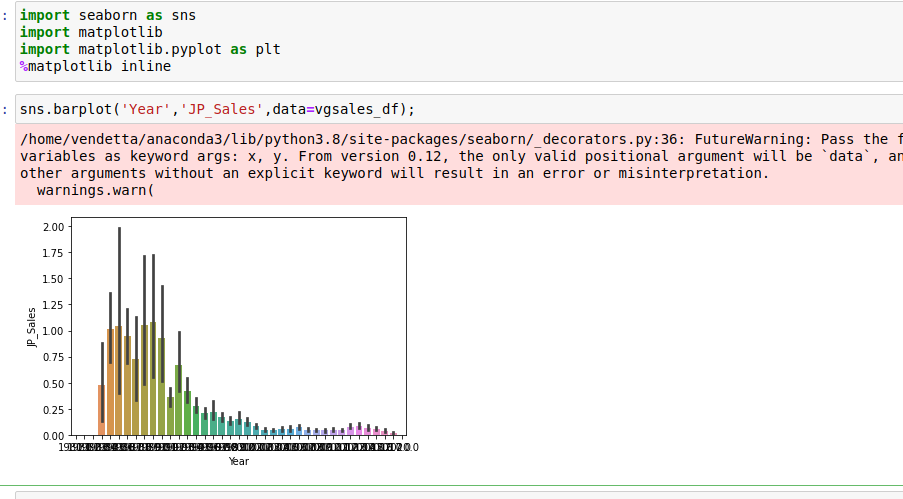 :
import seaborn as sns
import matplotlib
import matplotlib.pyplot as plt
%matplotlib inline
:
sns.barplot('Year','JP_Sales',data=vgsales_df);
/home/vendetta/anaconda3/lib/python3.8/site-packages/seaborn/_decorators.py:36: FutureWarning: Pass the f
variables as keyword args: x, y. From version 0.12, the only valid positional argument will be `data`, an
other arguments without an explicit keyword will result in an error or misinterpretation.
  warnings.warn(
2.00
1.75
1.50
1.25
1.00
0.75
0.50
0.25
0.00
JP_Sales
Year